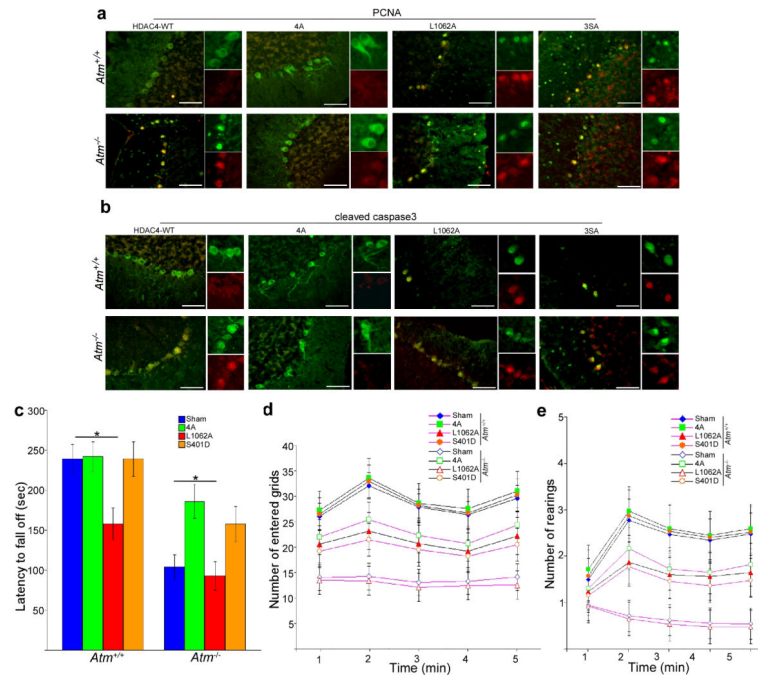 a
PCNA
HDAC4-WT 4A L1062A 3SA
Atm+/+
Atm-/-
b
cleaved caspase3
HDAC4-WT 4A L1062A 3SA
Atm+/+
Atm-/-
c
Latency to fall off (sec)
300
250
200
150
100
50
*
*
Sham
4A
L1062A
S401D
Atm+/+ Atm-/-
d
Sham
4A
L1062A
S401D
Atm+/+
Sham
4A
L1062A
S401D
Atm-/-
Number of entered grids
40
35
30
25
20
15
10
5
1 2 3 4 5
Time (min)
e
Sham
4A
L1062A
S401D
Atm+/+
Sham
4A
L1062A
S401D
Atm-/-
Number of rearings
5
4
3
2
1
1 2 3 4 5
Time (min)